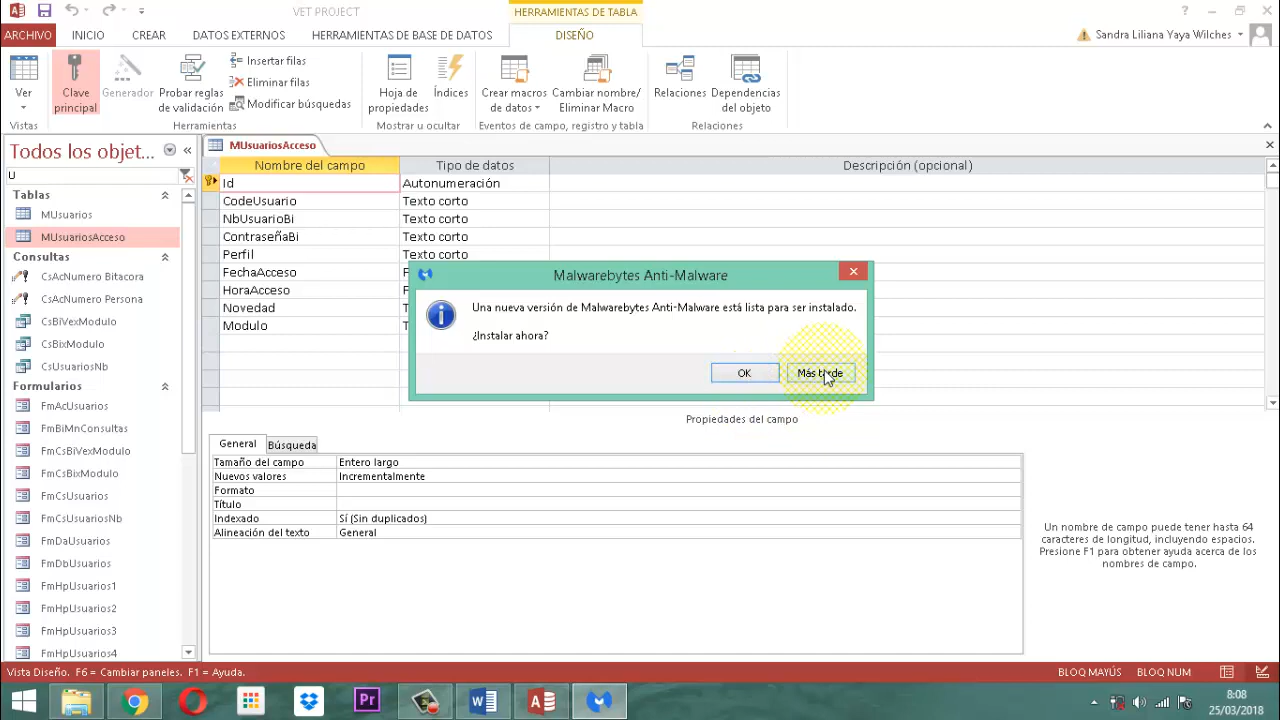 VET PROJECT
HERRAMIENTAS DE TABLA
ARCHIVO INICIO CREAR DATOS EXTERNOS HERRAMIENTAS DE BASE DE DATOS DISEÑO
Sandra Liliana Yaya Wilches
Ver
Clave principal
Generador
Probar reglas de validación
Insertar filas
Eliminar filas
Modificar búsquedas
Hoja de propiedades
Índices
Crear macros de datos
Cambiar nombre/ Eliminar Macro
Relaciones
Dependencias del objeto
Vistas
Herramientas
Mostrar u ocultar
Eventos de campo, registro y tabla
Relaciones
Todos los objet...
U
Tablas
MUsuarios
MUsuariosAcceso
Consultas
CsAcNumero Bitacora
CsAcNumero Persona
CsBiVexModulo
CsBixModulo
CsUsuariosNb
Formularios
FmAcUsuarios
FmBiMnConsultas
FmCsBiVexModulo
FmCsBixModulo
FmCsUsuarios
FmCsUsuariosNb
FmDaUsuarios
FmDbUsuarios
FmHpUsuarios1
FmHpUsuarios2
FmHpUsuarios3
FmHpUsuarios4
MUsuariosAcceso
Nombre del campo Tipo de datos Descripción (opcional)
Id Autonumeración
CodeUsuario Texto corto
NbUsuarioBi Texto corto
ContraseñaBi Texto corto
Perfil Texto corto
FechaAcceso F
HoraAcceso F
Novedad T
Modulo T
Malwarebytes Anti-Malware
Una nueva versión de Malwarebytes Anti-Malware está lista para ser instalado.
¿Instalar ahora?
OK
Más tarde
Propiedades del campo
General Búsqueda
Tamaño del campo Entero largo
Nuevos valores Incrementalmente
Formato
Título
Indexado Sí (Sin duplicados)
Alineación del texto General
Un nombre de campo puede tener hasta 64
caracteres de longitud, incluyendo espacios.
Presione F1 para obtener ayuda acerca de los
nombres de campo.
Vista Diseño. F6 = Cambiar paneles. F1 = Ayuda.
BLOQ MAYÚS BLOQ NUM
Pr
8:08
25/03/2018